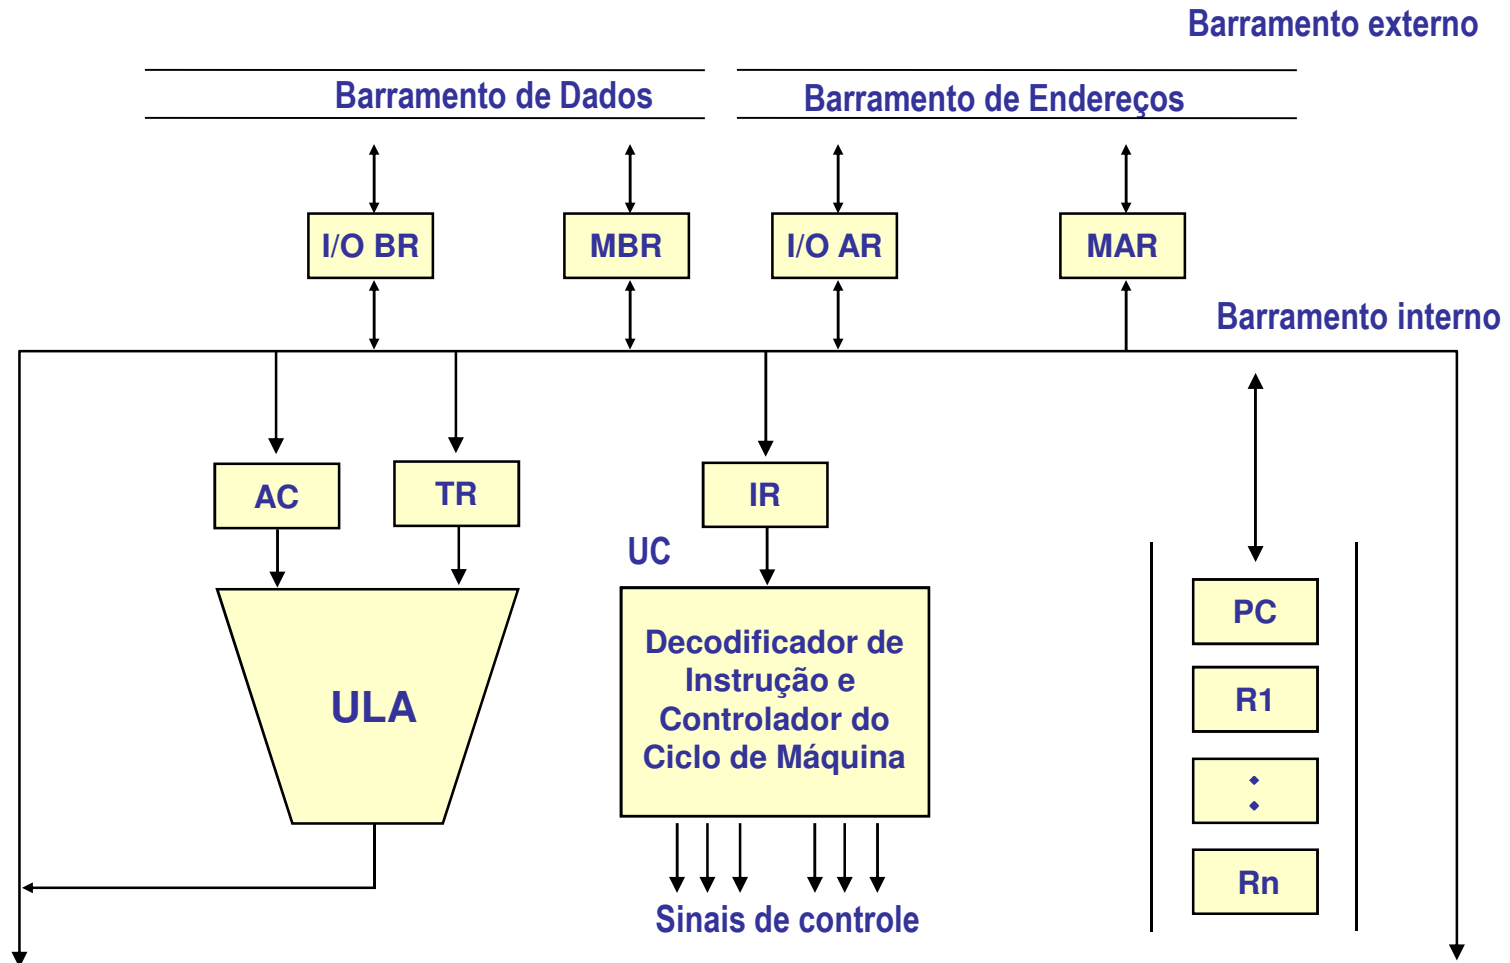 Barramento externo
Barramento de Dados
Barramento de Endereços
I/O BR
MBR
I/O AR
MAR
Barramento interno
AC
TR
IR
UC
PC
Decodificador de
Instrução e
Controlador do
Ciclo de Máquina
ULA
R1
:
Rn
Sinais de controle